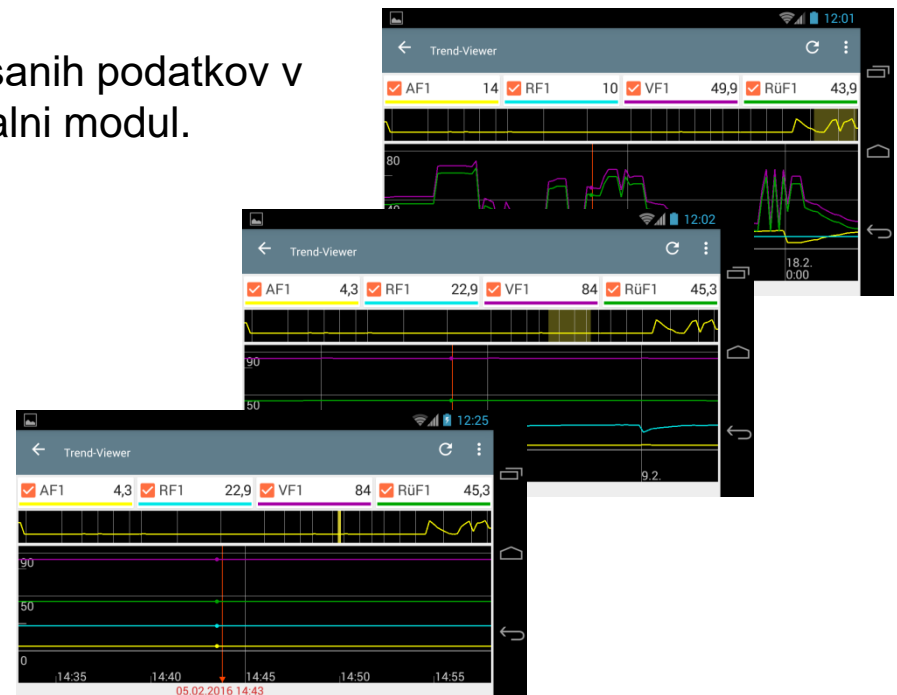 sanih podatkov v
alni modul.
12:01
Trend-Viewer
AF1 14 RF1 10 VF1 49,9 RüF1 43,9
80
18.2.
0:00
12:02
Trend-Viewer
AF1 4,3 RF1 22,9 VF1 84 RüF1 45,3
90
50
9.2.
12:25
Trend-Viewer
AF1 4,3 RF1 22,9 VF1 84 RüF1 45,3
90
50
0
14:35 14:40 14:45 14:50 14:55
05.02.2016 14:43